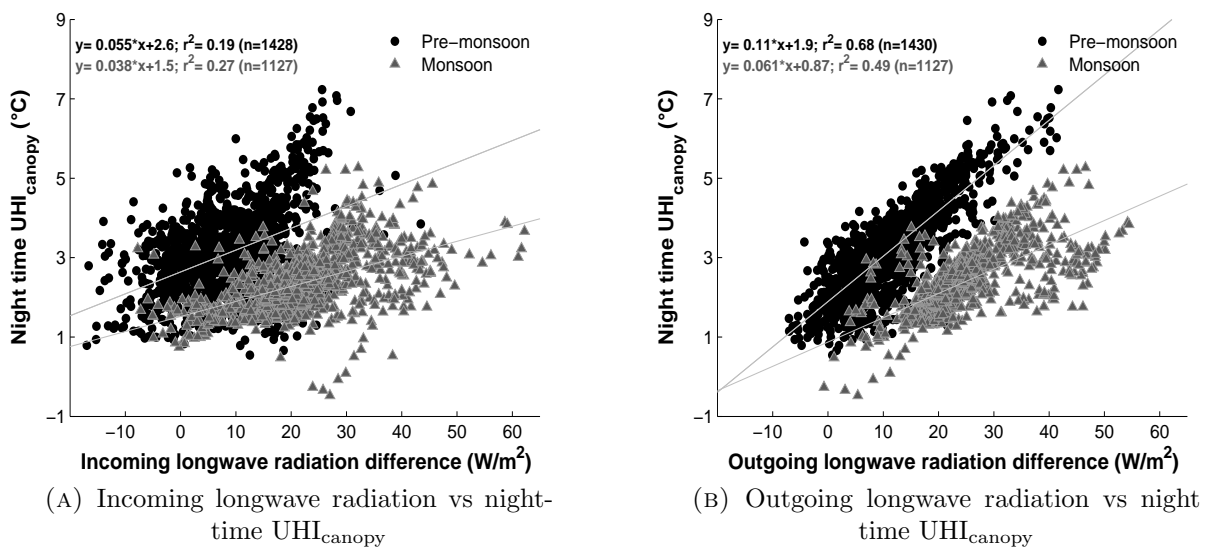 y= 0.055*x+2.6; r²= 0.19 (n=1428)
y= 0.038*x+1.5; r²= 0.27 (n=1127)
Pre-monsoon
Monsoon
Night time UHI_canopy (°C)
9
7
5
3
1
−1
−10 0 10 20 30 40 50 60
Incoming longwave radiation difference (W/m²)
(A) Incoming longwave radiation vs night-
time UHI_canopy
y= 0.11*x+1.9; r²= 0.68 (n=1430)
y= 0.061*x+0.87; r²= 0.49 (n=1127)
Pre-monsoon
Monsoon
Night time UHI_canopy (°C)
9
7
5
3
1
−1
−10 0 10 20 30 40 50 60
Outgoing longwave radiation difference (W/m²)
(B) Outgoing longwave radiation vs night
time UHI_canopy